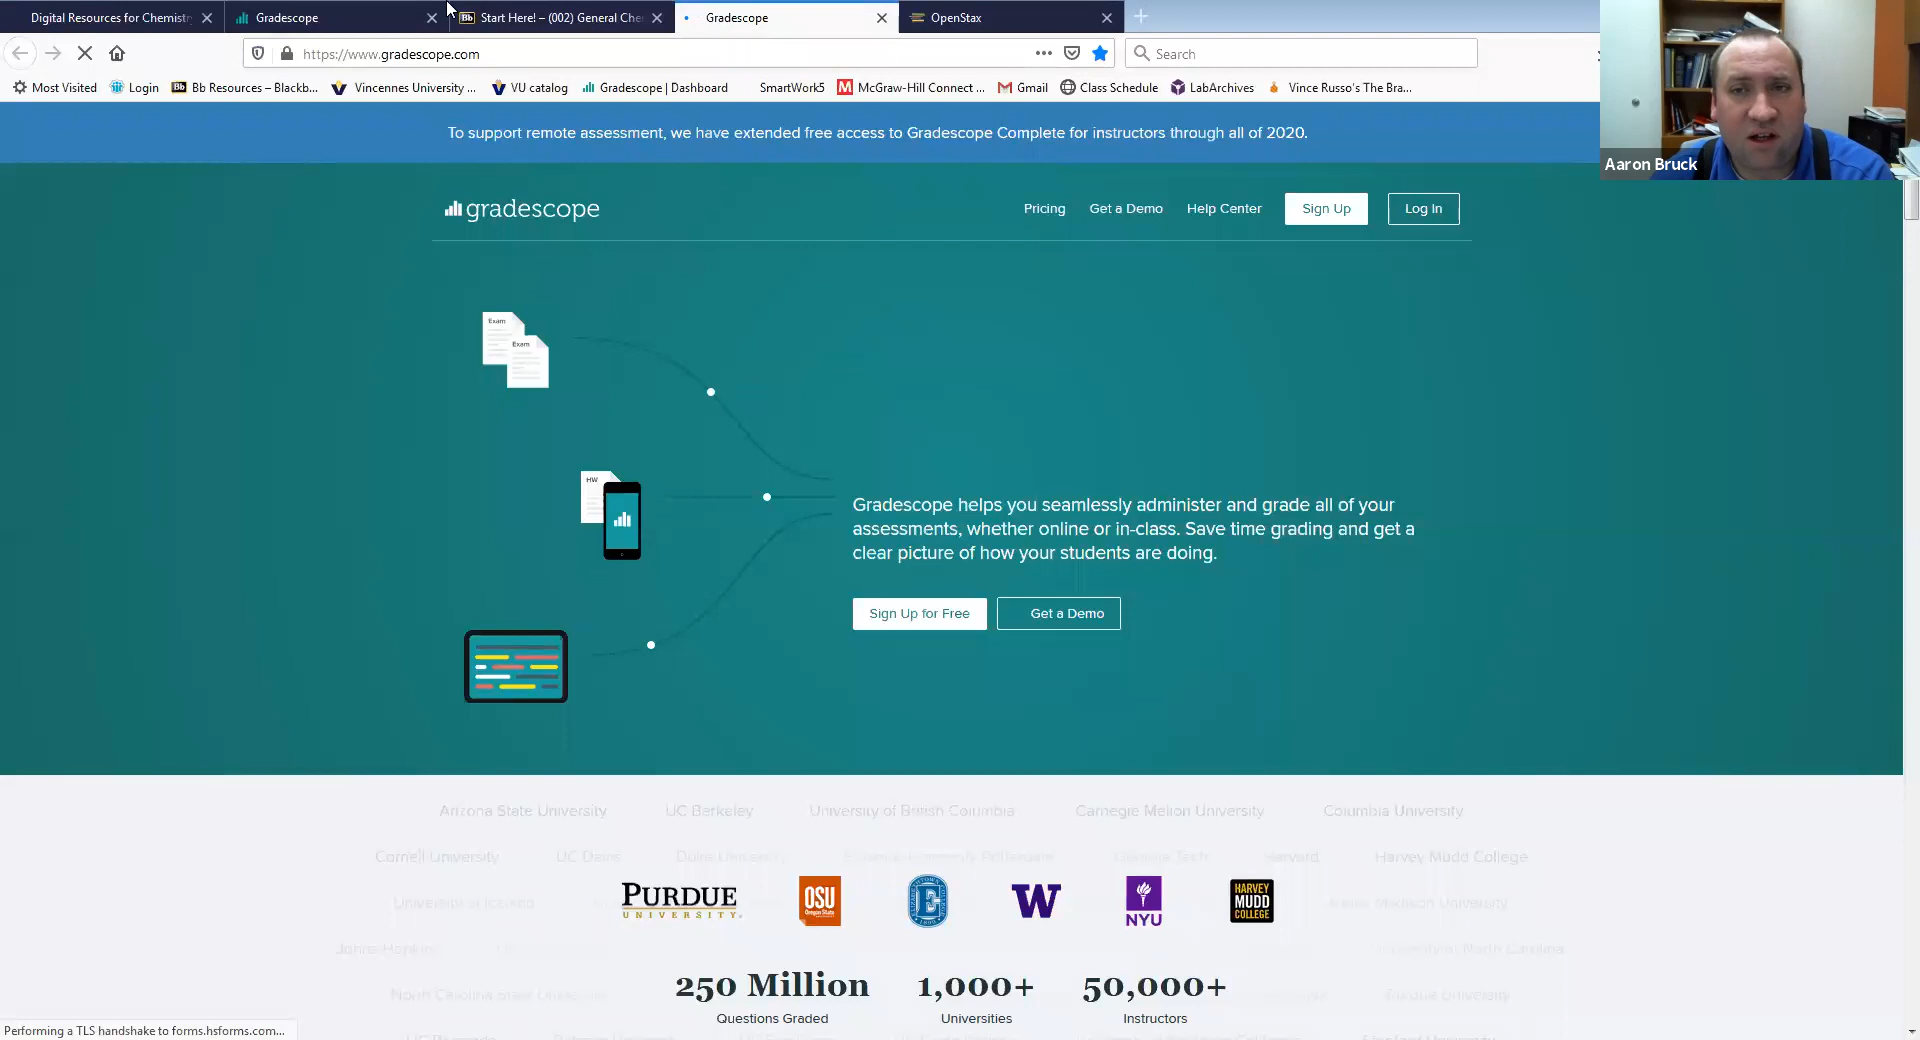 Digital Resources for Chemistr
Gradescope
Bb Start Here! – (002) General Che
Gradescope
OpenStax
https://www.gradescope.com
Search
Most Visited
Login
Bb Bb Resources – Blackb...
Vincennes University ...
VU catalog
Gradescope | Dashboard
SmartWork5
M McGraw-Hill Connect ...
Gmail
Class Schedule
LabArchives
Vince Russo's The Bra...
Aaron Bruck
To support remote assessment, we have extended free access to Gradescope Complete for instructors through all of 2020.
gradescope
Pricing
Get a Demo
Help Center
Sign Up
Log In
Exam
Exam
HW
Gradescope helps you seamlessly administer and grade all of your
assessments, whether online or in-class. Save time grading and get a
clear picture of how your students are doing.
Sign Up for Free
Get a Demo
Arizona State University
UC Berkeley
University of British Columbia
Carnegie Mellon University
Columbia University
Cornell University
Harvard
Harvey Mudd College
PURDUE
UNIVERSITY
OSU
Oregon State
E
W
NYU
HARVEY
MUDD
COLLEGE
250 Million
1,000+
50,000+
Questions Graded
Universities
Instructors
Performing a TLS handshake to forms.hsforms.com...